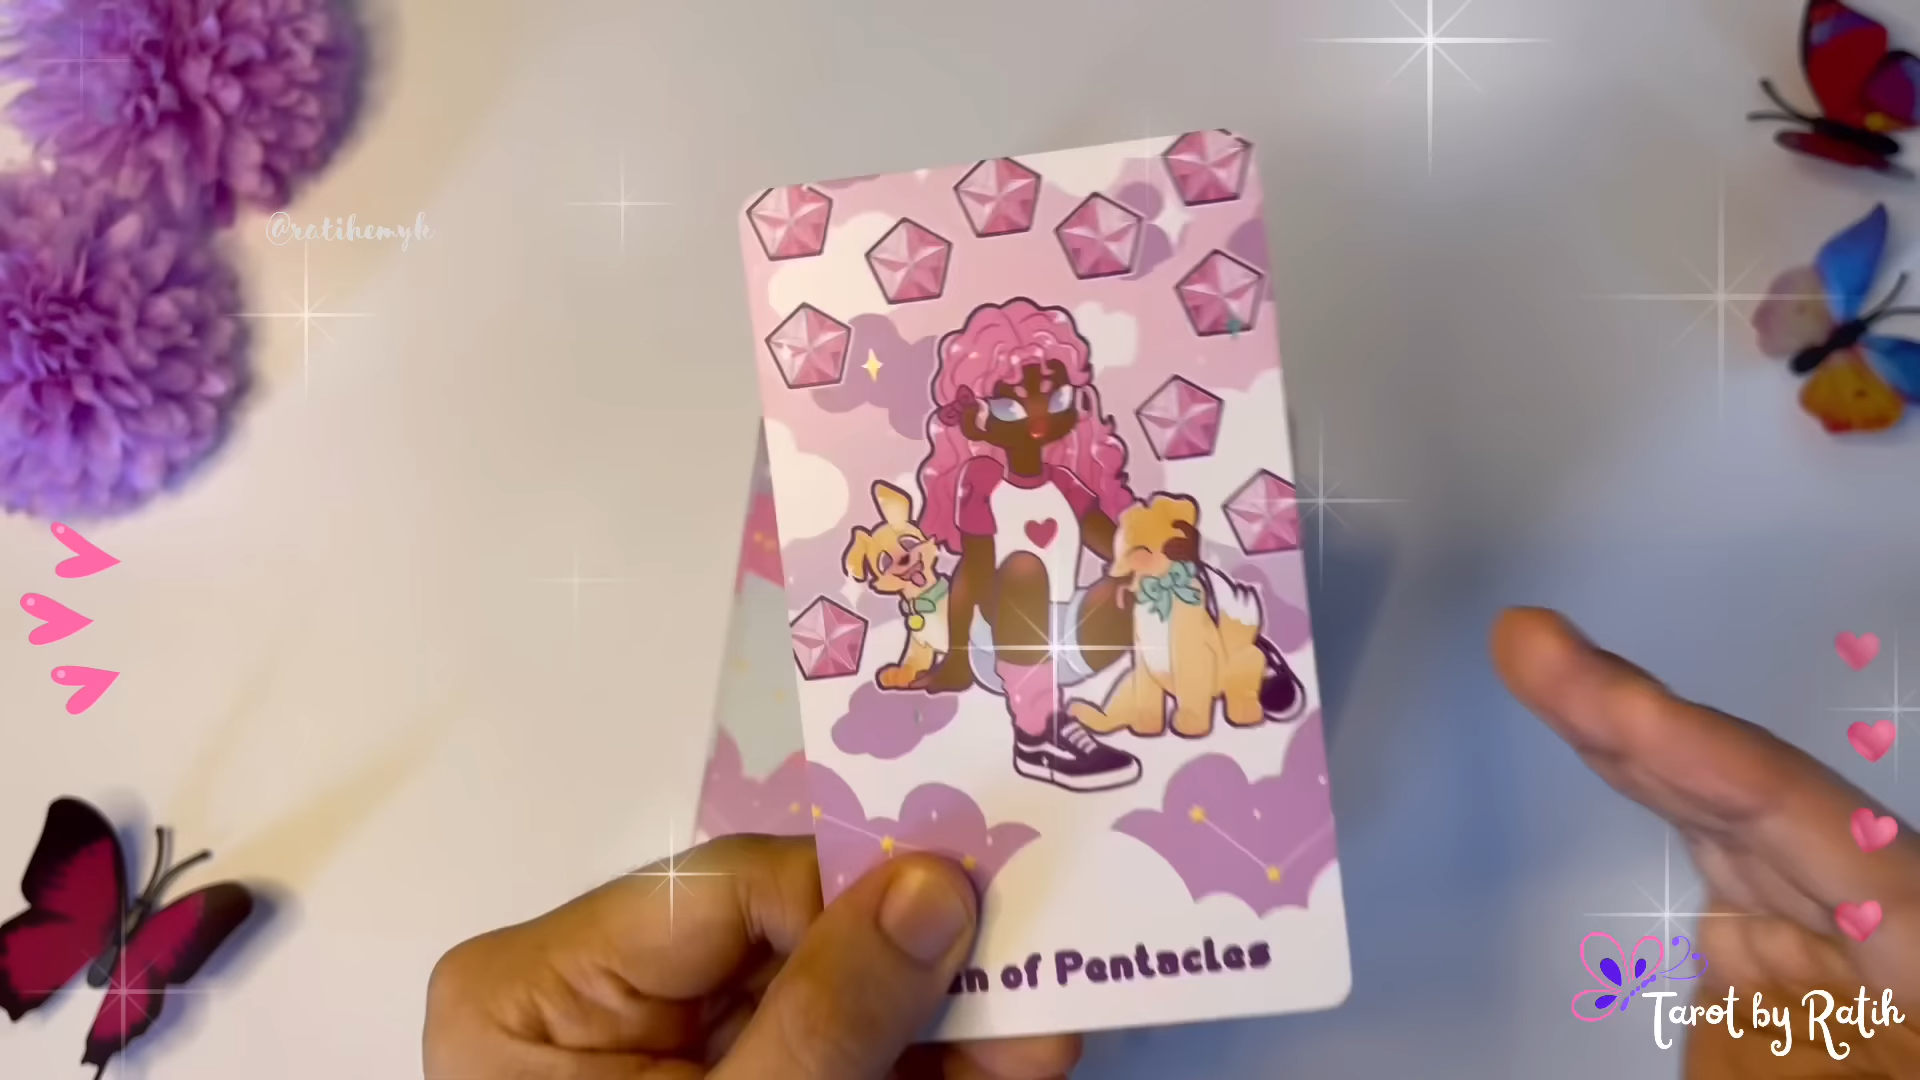 @ratihemyk
n of Pentacles
Tarot by Ratih